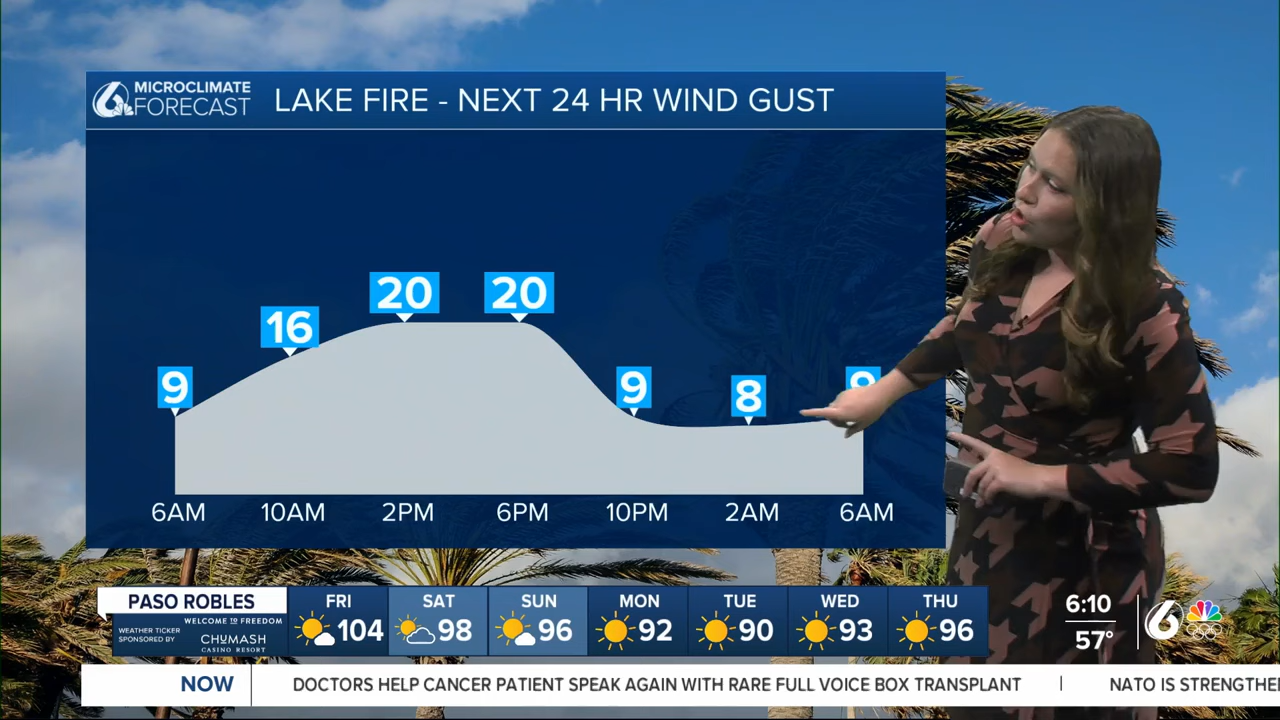 6 MICROCLIMATE
FORECAST
LAKE FIRE - NEXT 24 HR WIND GUST
9
16
20
20
9
8
6AM
10AM
2PM
6PM
10PM
2AM
6AM
PASO ROBLES
WEATHER TICKER
SPONSORED BY
WELCOME TO FREEDOM
CHUMASH
CASINO RESORT
FRI
104
SAT
98
SUN
96
MON
92
TUE
90
WED
93
THU
96
6:10
57°
6
NOW
DOCTORS HELP CANCER PATIENT SPEAK AGAIN WITH RARE FULL VOICE BOX TRANSPLANT
NATO IS STRENGTHE